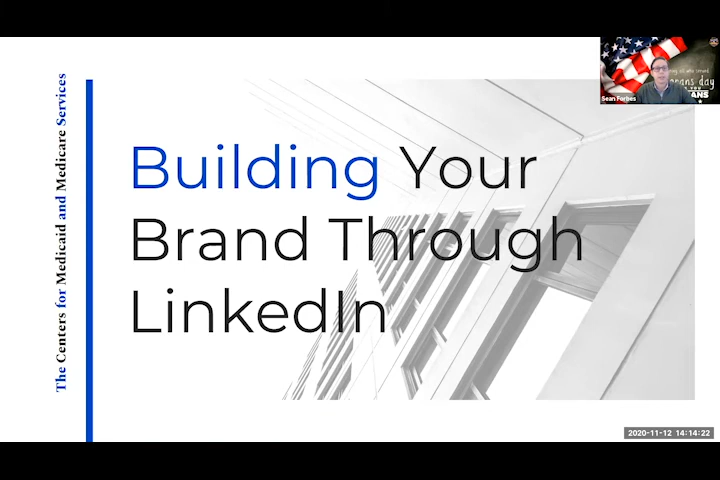 The Centers for Medicaid and Medicare Services
Building Your
Brand Through
LinkedIn
Sean Forbes
2020-11-12 14:14:22